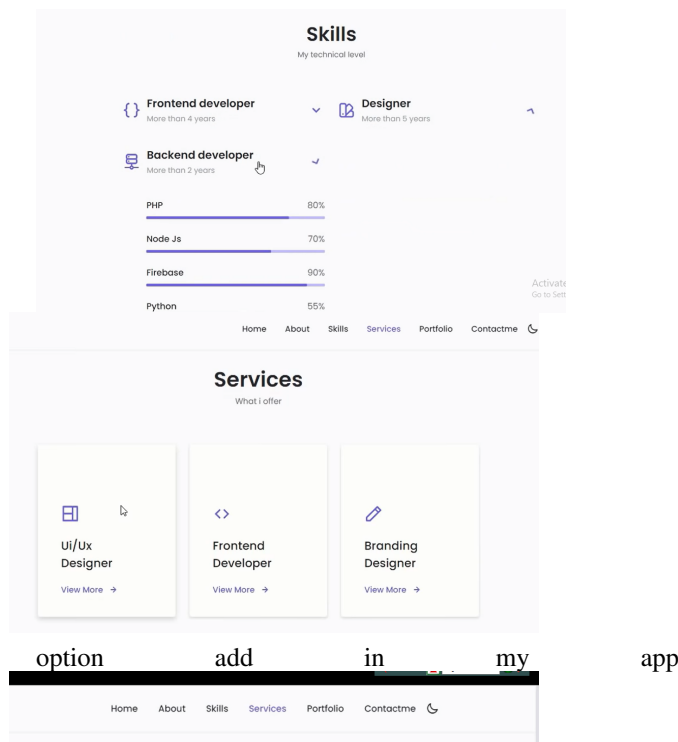 Skills
My technical level
Frontend developer
More than 4 years
Designer
More than 5 years
Backend developer
More than 2 years
PHP 80%
Node Js 70%
Firebase 90%
Python 55%
Activate
Go to Sett
Home About Skills Services Portfolio Contactme
Services
What i offer
Ui/Ux
Designer
View More →
Frontend
Developer
View More →
Branding
Designer
View More →
option add in my app
Home About Skills Services Portfolio Contactme